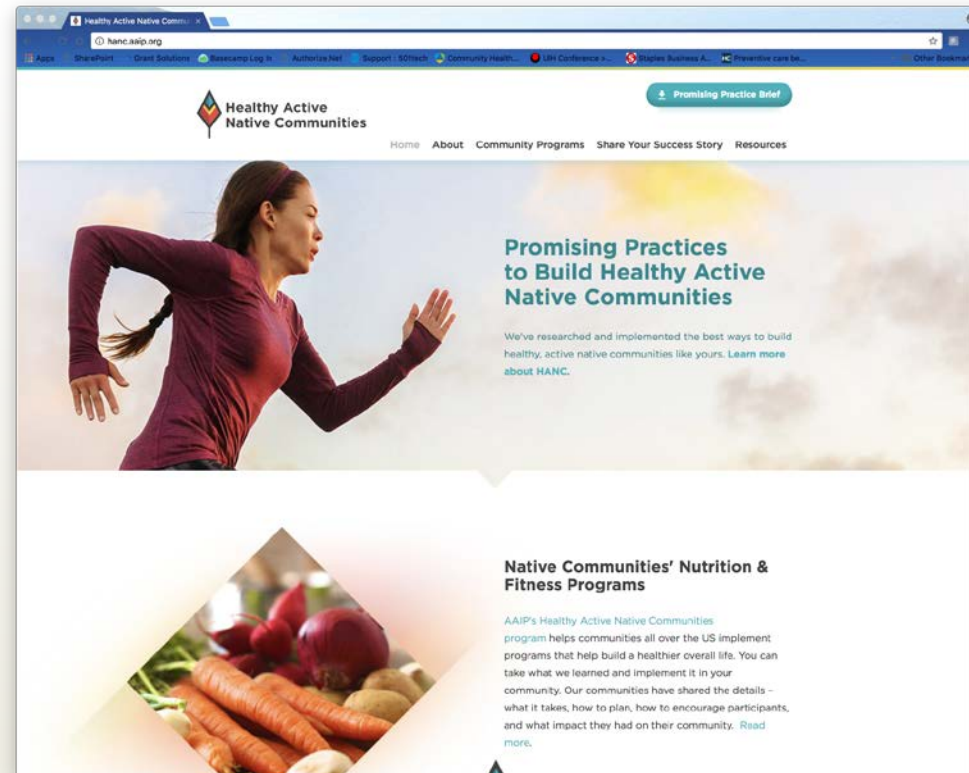 Healthy Active Native Commu
hanc.aaip.org
Apps SharePoint Grant Solutions Basecamp Log In Authorize.Net Support : 501tech Community Health... UIH Conference »... Staples Business A... Preventive care be... Other Bookmar
Promising Practice Brief
Healthy Active
Native Communities
Home About Community Programs Share Your Success Story Resources
Promising Practices
to Build Healthy Active
Native Communities
We've researched and implemented the best ways to build
healthy, active native communities like yours. Learn more
about HANC.
Native Communities' Nutrition &
Fitness Programs
AAIP's Healthy Active Native Communities
program helps communities all over the US implement
programs that help build a healthier overall life. You can
take what we learned and implement it in your
community. Our communities have shared the details –
what it takes, how to plan, how to encourage participants,
and what impact they had on their community. Read
more.